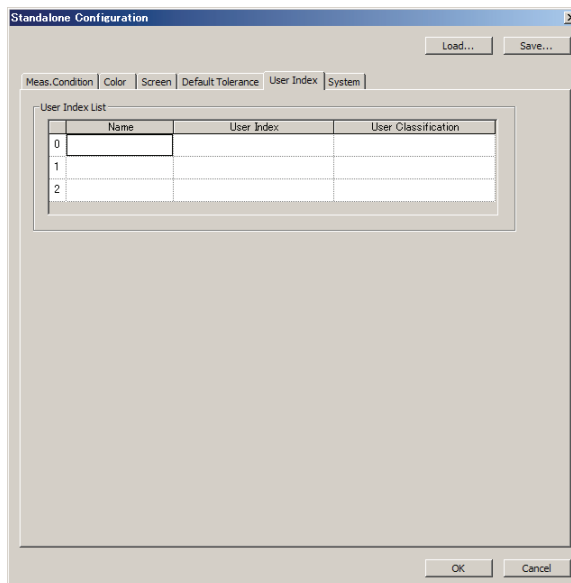 Standalone Configuration
Load... Save...
Meas.Condition Color Screen Default Tolerance User Index System
User Index List
Name User Index User Classification
0
1
2
OK Cancel